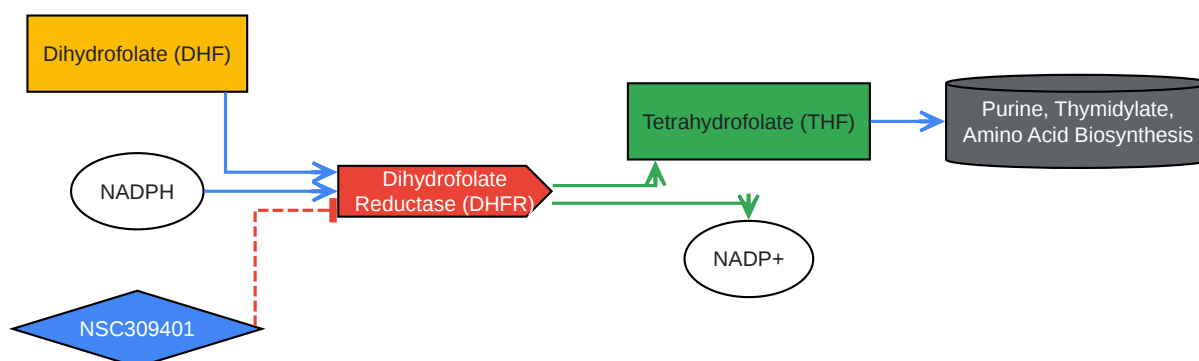 Dihydrofolate (DHF)
NADPH
NSC309401
Dihydrofolate
Reductase (DHFR)
Tetrahydrofolate (THF)
NADP+
Purine, Thymidylate,
Amino Acid Biosynthesis